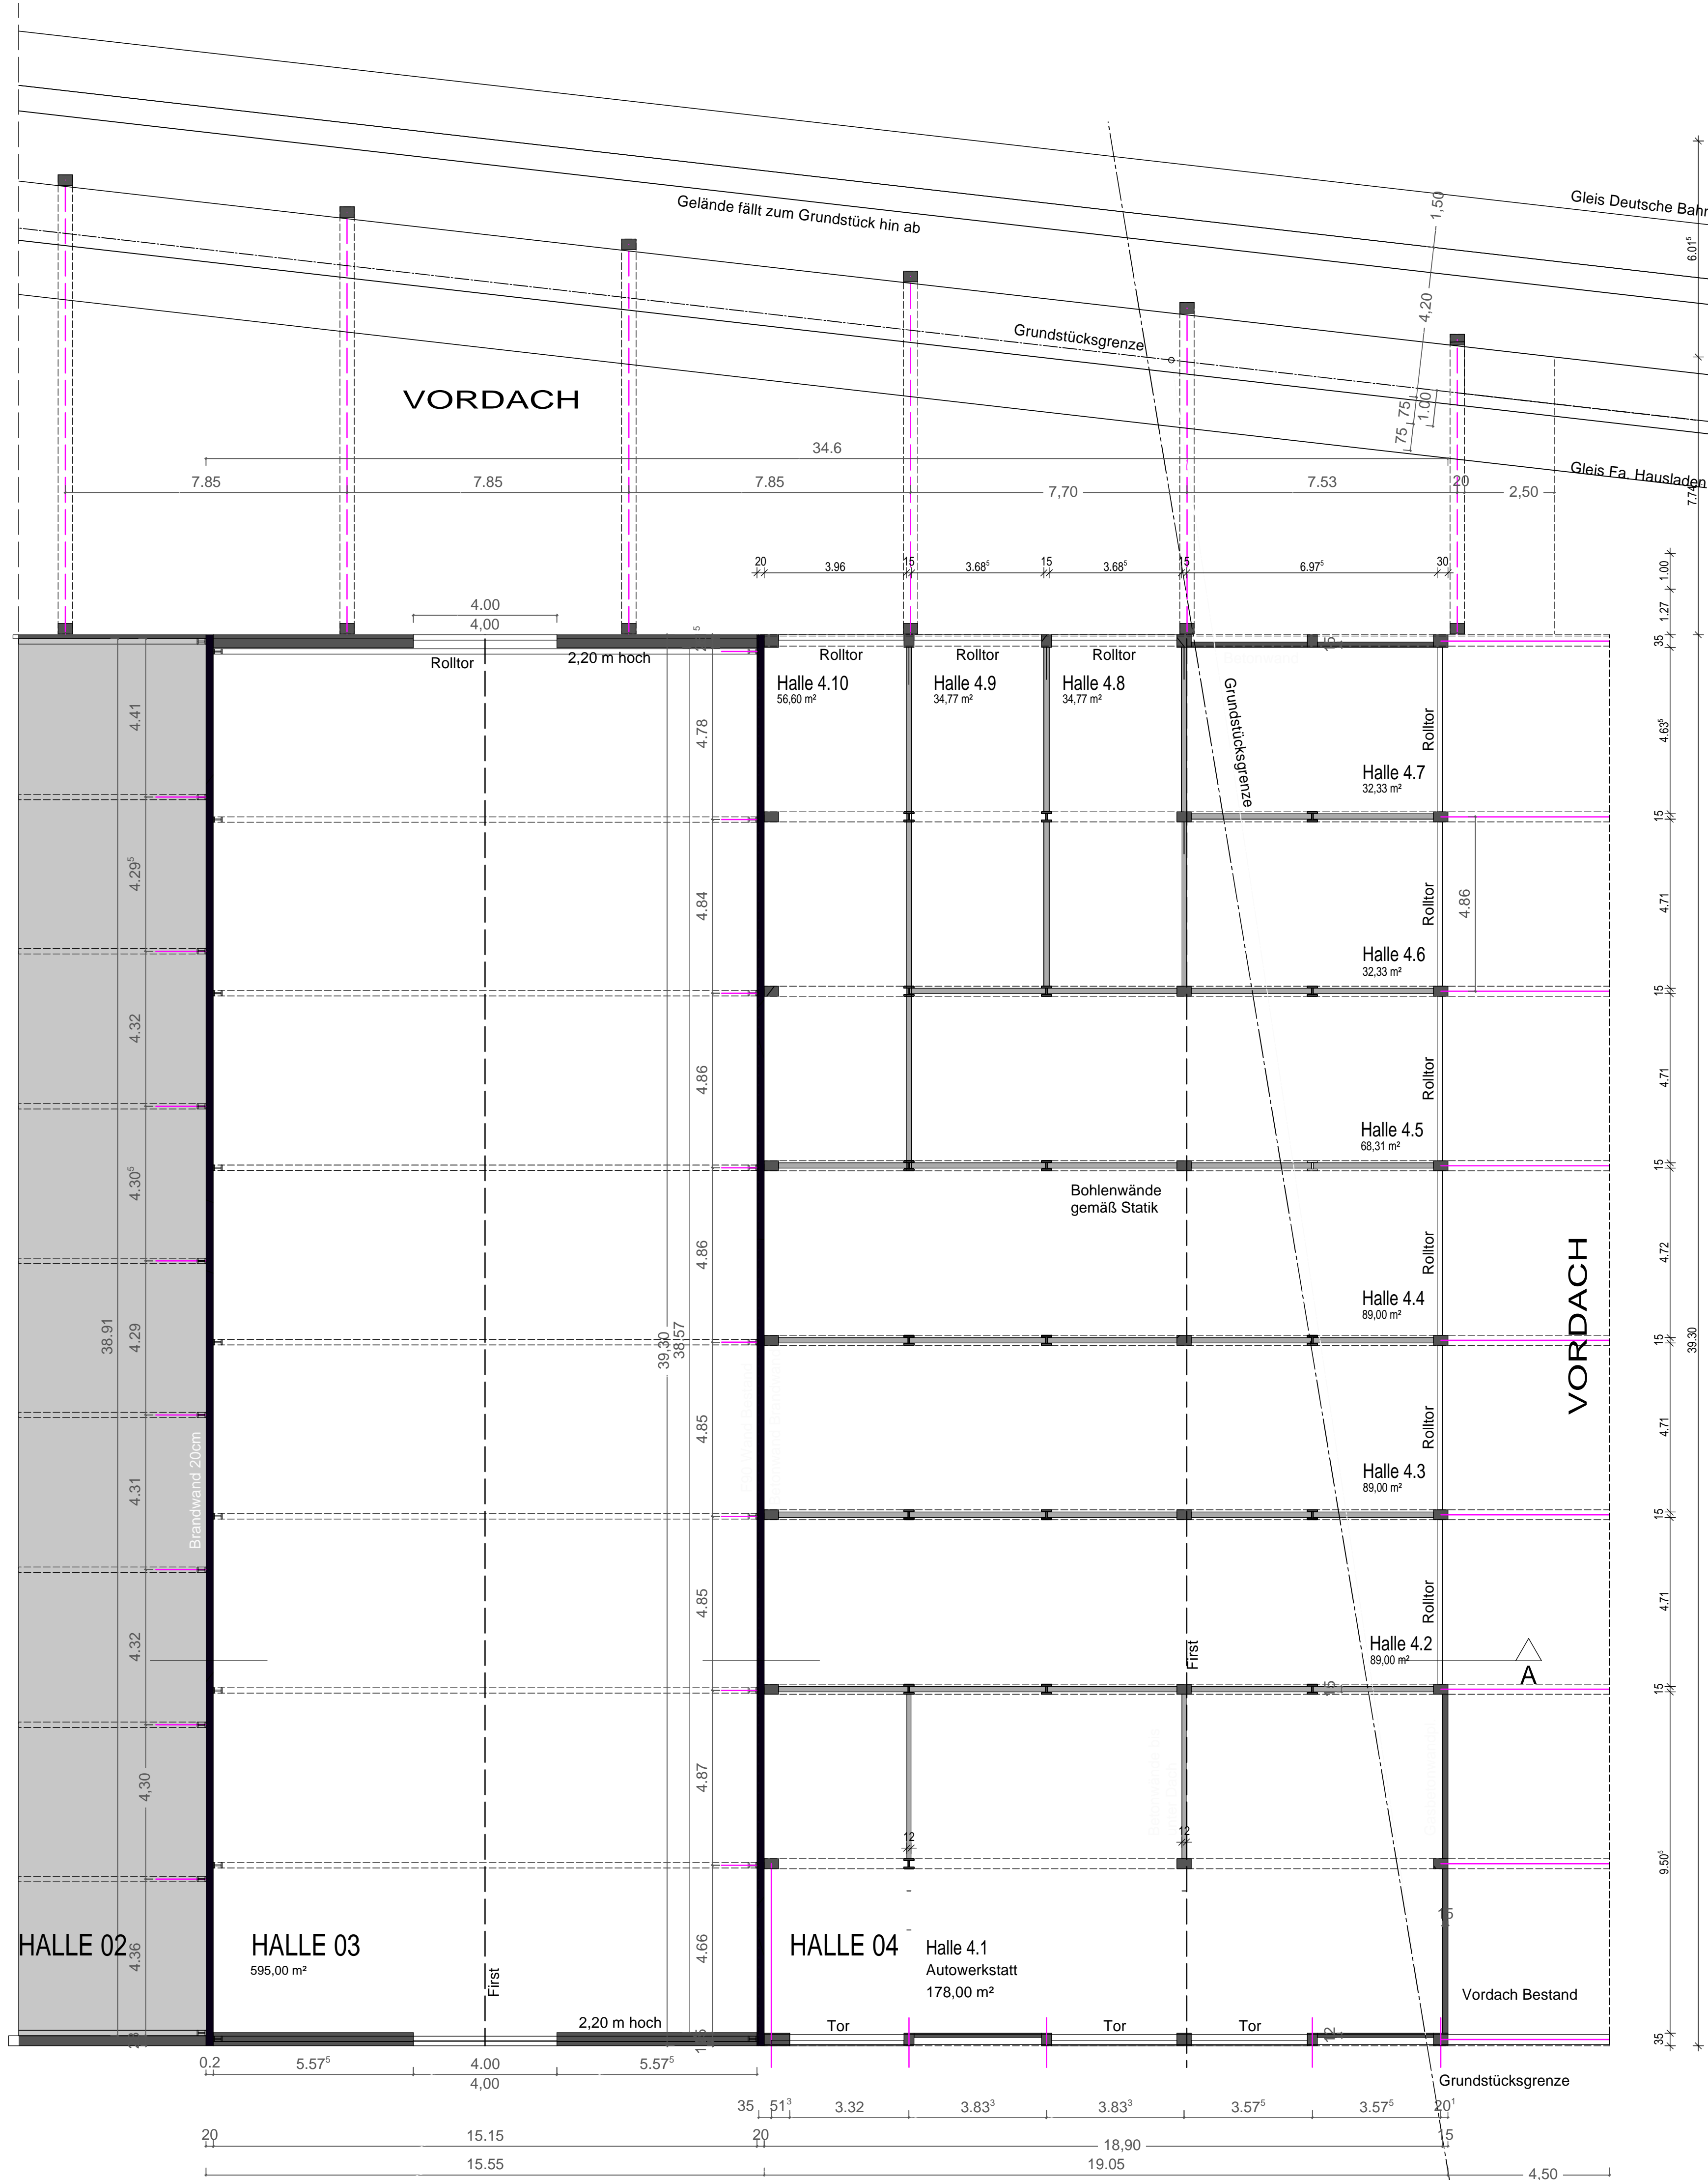 1,50
Gleis Deutsche Bahn
Gelände fällt zum Grundstück hin ab
6.01⁵
4,20
Grundstücksgrenze
VORDACH
75
1.00
75
34.6
Gleis Fa. Hausladen
7.85
7.85
7.85
7,70
7.53
20
2,50
20
3.96
15
3.68⁵
15
3.68⁵
15
6.97⁵
30
1.00
4.00
4,00
1.27
35
Rolltor
2,20 m hoch
Rolltor
Rolltor
Rolltor
Halle 4.10
56,60 m²
Halle 4.9
34,77 m²
Halle 4.8
34,77 m²
Grundstücksgrenze
4.41
4.78
Rolltor
4.63⁵
Halle 4.7
32,33 m²
15
4.29⁵
4.84
Rolltor
4.86
4.71
Halle 4.6
32,33 m²
15
4.32
4.86
Rolltor
4.71
Halle 4.5
68,31 m²
15
4.30⁵
Bohlenwände
gemäß Statik
4.86
Rolltor
4.72
Halle 4.4
89,00 m²
VORDACH
38.91
4.29
39,30
38.57
15
39.30
4.85
Rolltor
4.71
Halle 4.3
89,00 m²
Brandwand 20cm
4.31
15
4.85
Rolltor
4.71
4.32
First
Halle 4.2
89,00 m²
A
15
15
4,30
4.87
12
12
9.50⁵
15
HALLE 02
4.36
HALLE 03
595,00 m²
First
4.66
HALLE 04
Halle 4.1
Autowerkstatt
178,00 m²
Vordach Bestand
2,20 m hoch
Tor
Tor
Tor
12
35
0.2
5.57⁵
4.00
4,00
5.57⁵
Grundstücksgrenze
35
51³
3.32
3.83³
3.83³
3.57⁵
3.57⁵
20¹
20
15.15
20
18,90
15
15.55
19.05
4,50